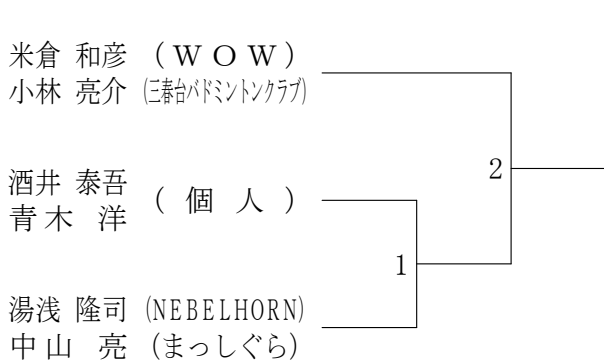 米倉 和彦 (WOW)
小林 亮介 (三春台バドミントンクラブ)
2
酒井 泰吾
(個人)
青木 洋
1
湯浅 隆司 (NEBELHORN)
中山 亮 (まっしぐら)